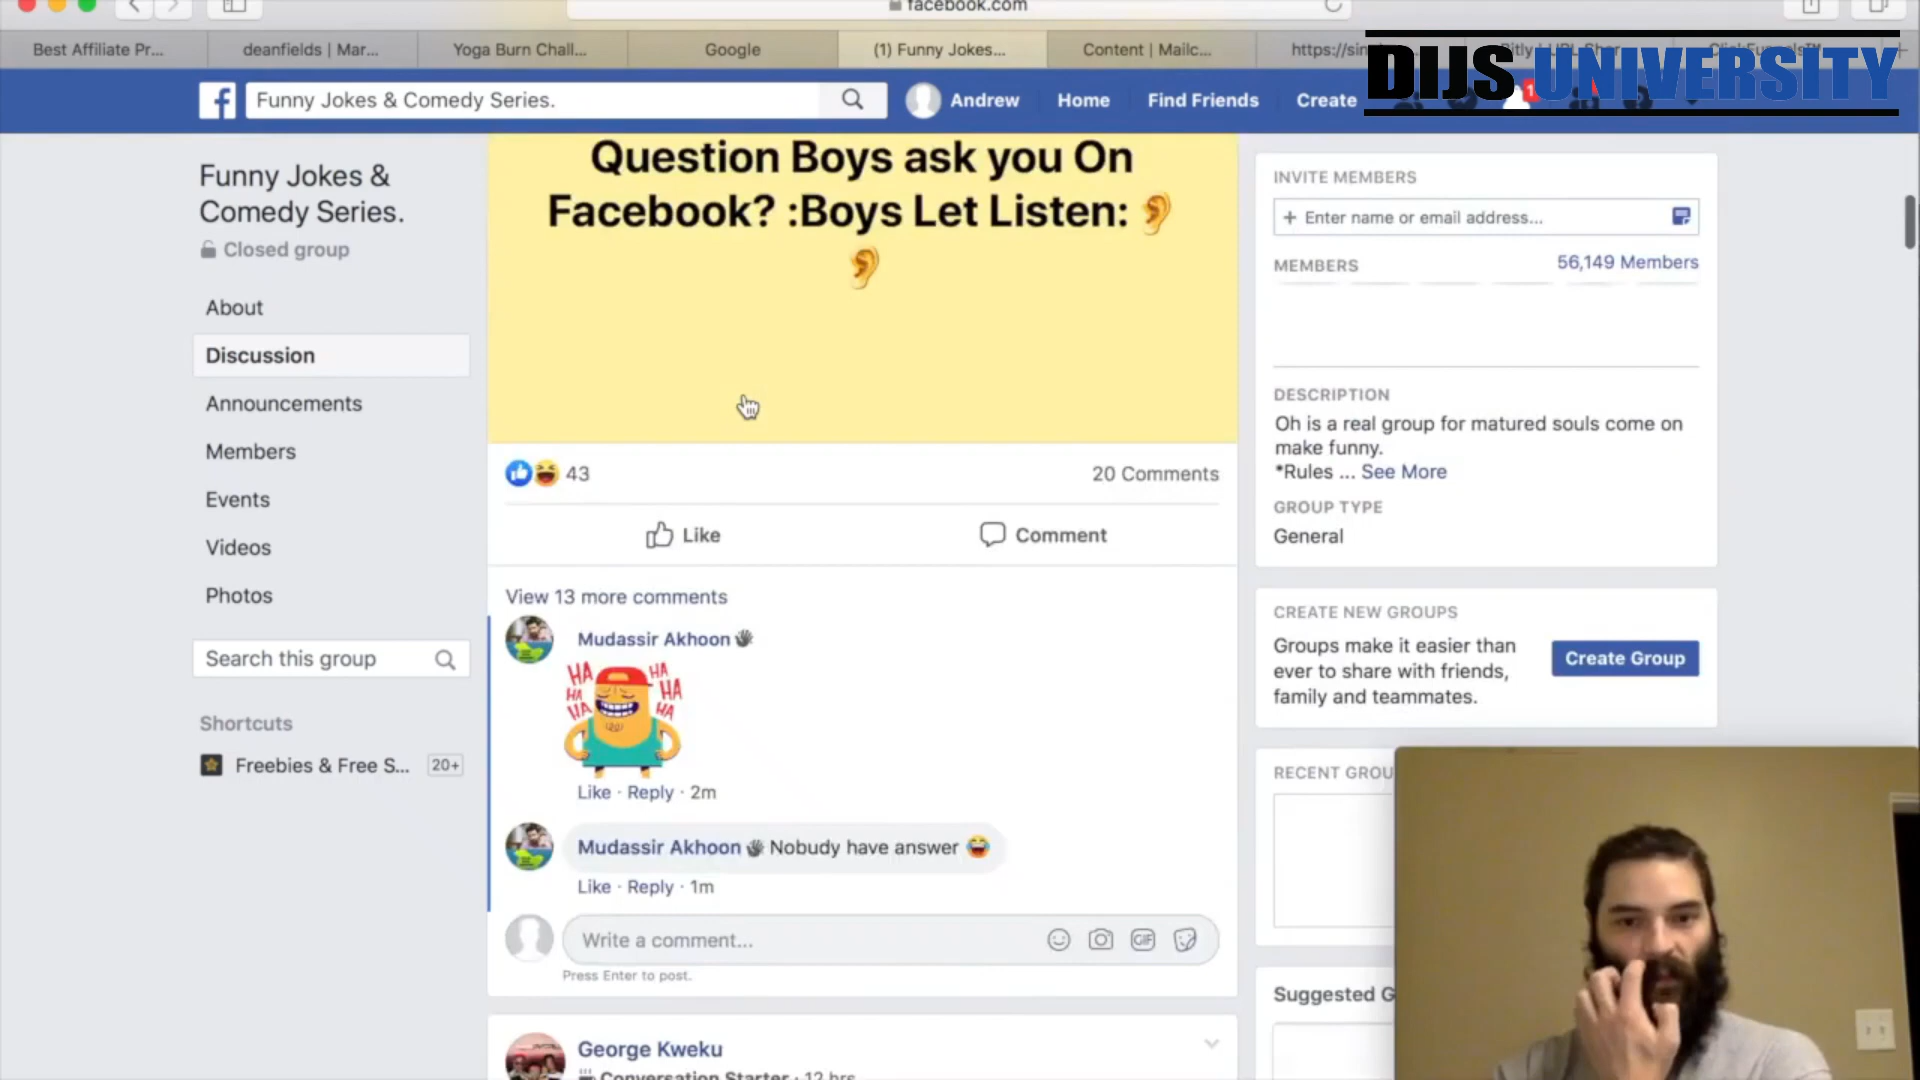 facebook.com
Best Affiliate Pr...
deanfields | Mar...
Yoga Burn Chall...
Google
(1) Funny Jokes...
Content | Mailc...
DIJS UNIVERSITY
Funny Jokes & Comedy Series.
Andrew
Home
Find Friends
Create
Funny Jokes &
Comedy Series.
Closed group
About
Discussion
Announcements
Members
Events
Videos
Photos
Search this group
Shortcuts
Freebies & Free S...
20+
Question Boys ask you On
Facebook? :Boys Let Listen: 👂
👂
43
20 Comments
Like
Comment
View 13 more comments
Mudassir Akhoon
HA HA
HA HA
HA HA
Like · Reply · 2m
Mudassir Akhoon Nobudy have answer 😂
Like · Reply · 1m
Write a comment...
GIF
Press Enter to post.
George Kweku
Conversation Starter · 12 hrs
INVITE MEMBERS
+ Enter name or email address...
MEMBERS
56,149 Members
DESCRIPTION
Oh is a real group for matured souls come on
make funny.
*Rules ... See More
GROUP TYPE
General
CREATE NEW GROUPS
Groups make it easier than
ever to share with friends,
family and teammates.
Create Group
RECENT GROU
Suggested G